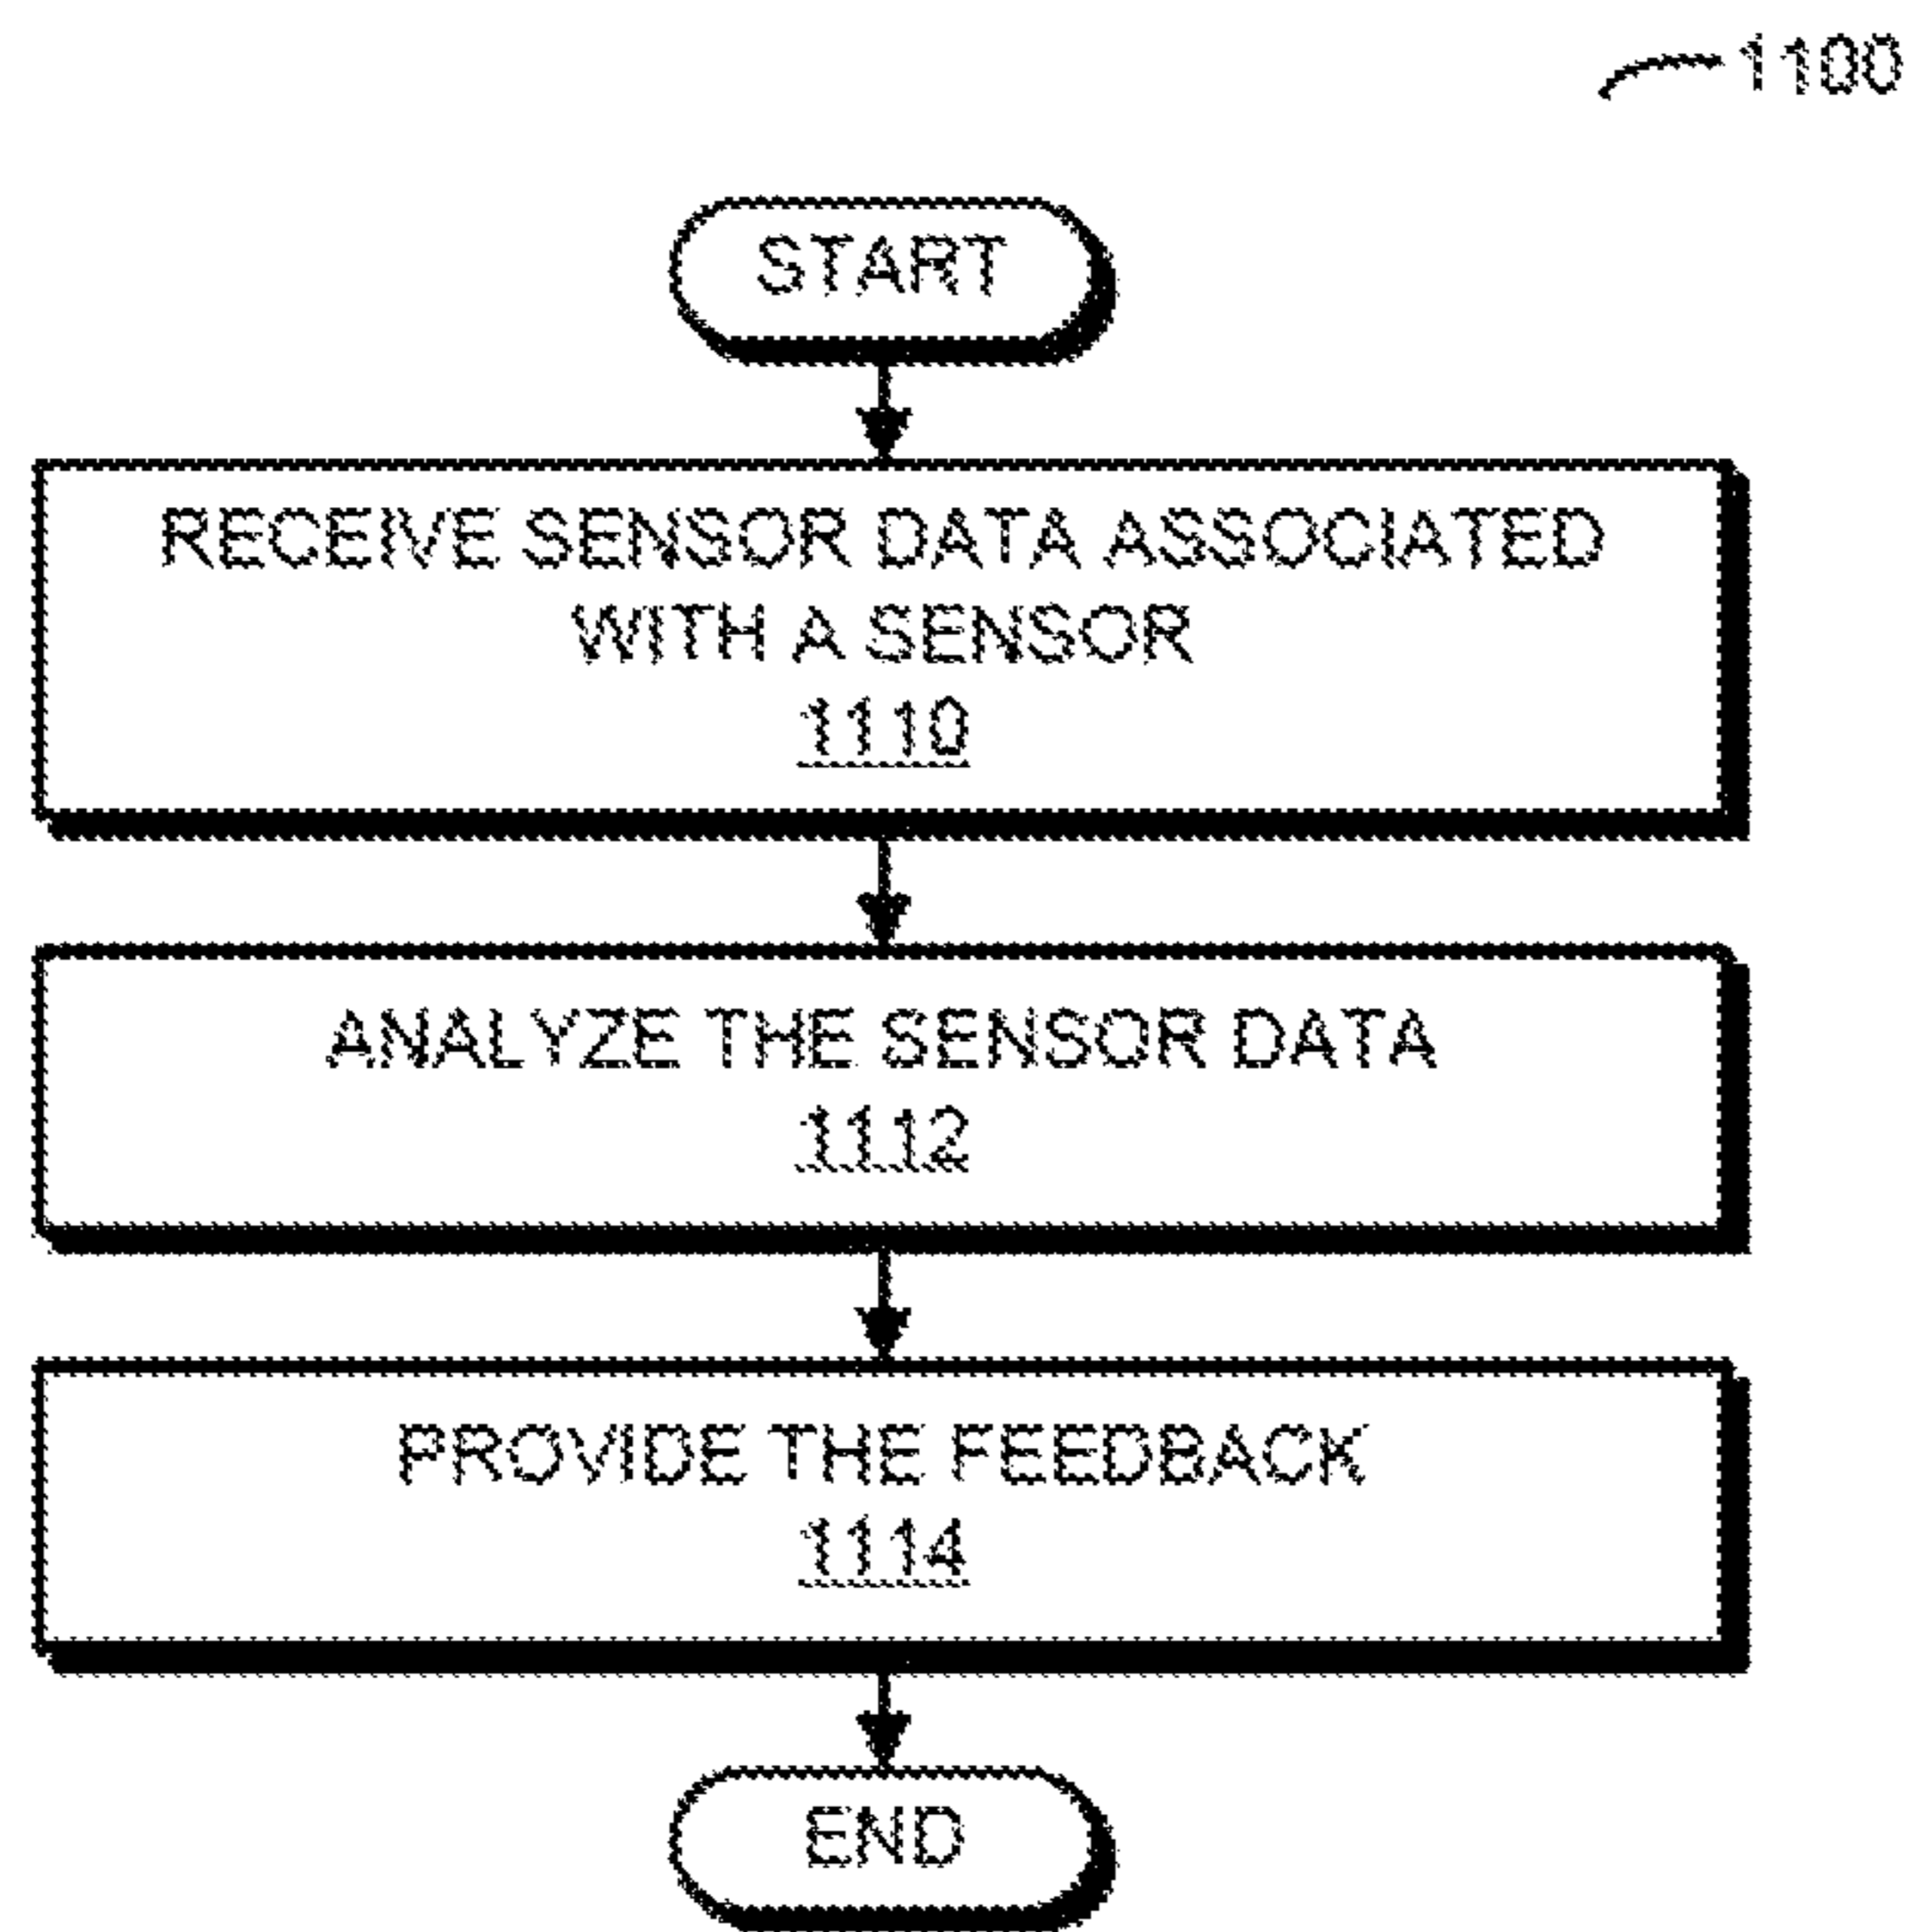 1100
START
RECEIVE SENSOR DATA ASSOCIATED
WITH A SENSOR
1110
ANALYZE THE SENSOR DATA
1112
PROVIDE THE FEEDBACK
1114
END